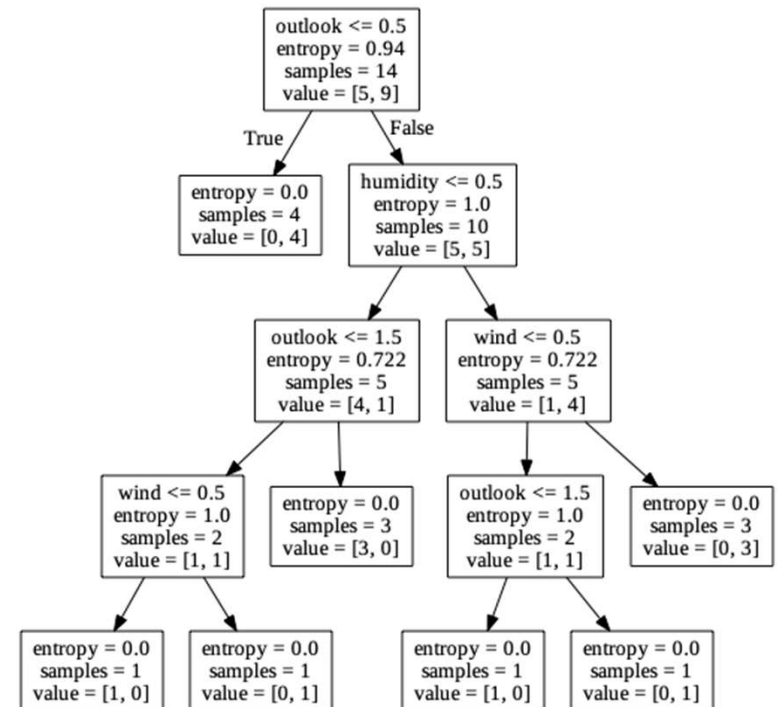 outlook <= 0.5
entropy = 0.94
samples = 14
value = [5, 9]
True
False
entropy = 0.0
samples = 4
value = [0, 4]
humidity <= 0.5
entropy = 1.0
samples = 10
value = [5, 5]
outlook <= 1.5
entropy = 0.722
samples = 5
value = [4, 1]
wind <= 0.5
entropy = 0.722
samples = 5
value = [1, 4]
wind <= 0.5
entropy = 1.0
samples = 2
value = [1, 1]
entropy = 0.0
samples = 3
value = [3, 0]
outlook <= 1.5
entropy = 1.0
samples = 2
value = [1, 1]
entropy = 0.0
samples = 3
value = [0, 3]
entropy = 0.0
samples = 1
value = [1, 0]
entropy = 0.0
samples = 1
value = [0, 1]
entropy = 0.0
samples = 1
value = [1, 0]
entropy = 0.0
samples = 1
value = [0, 1]